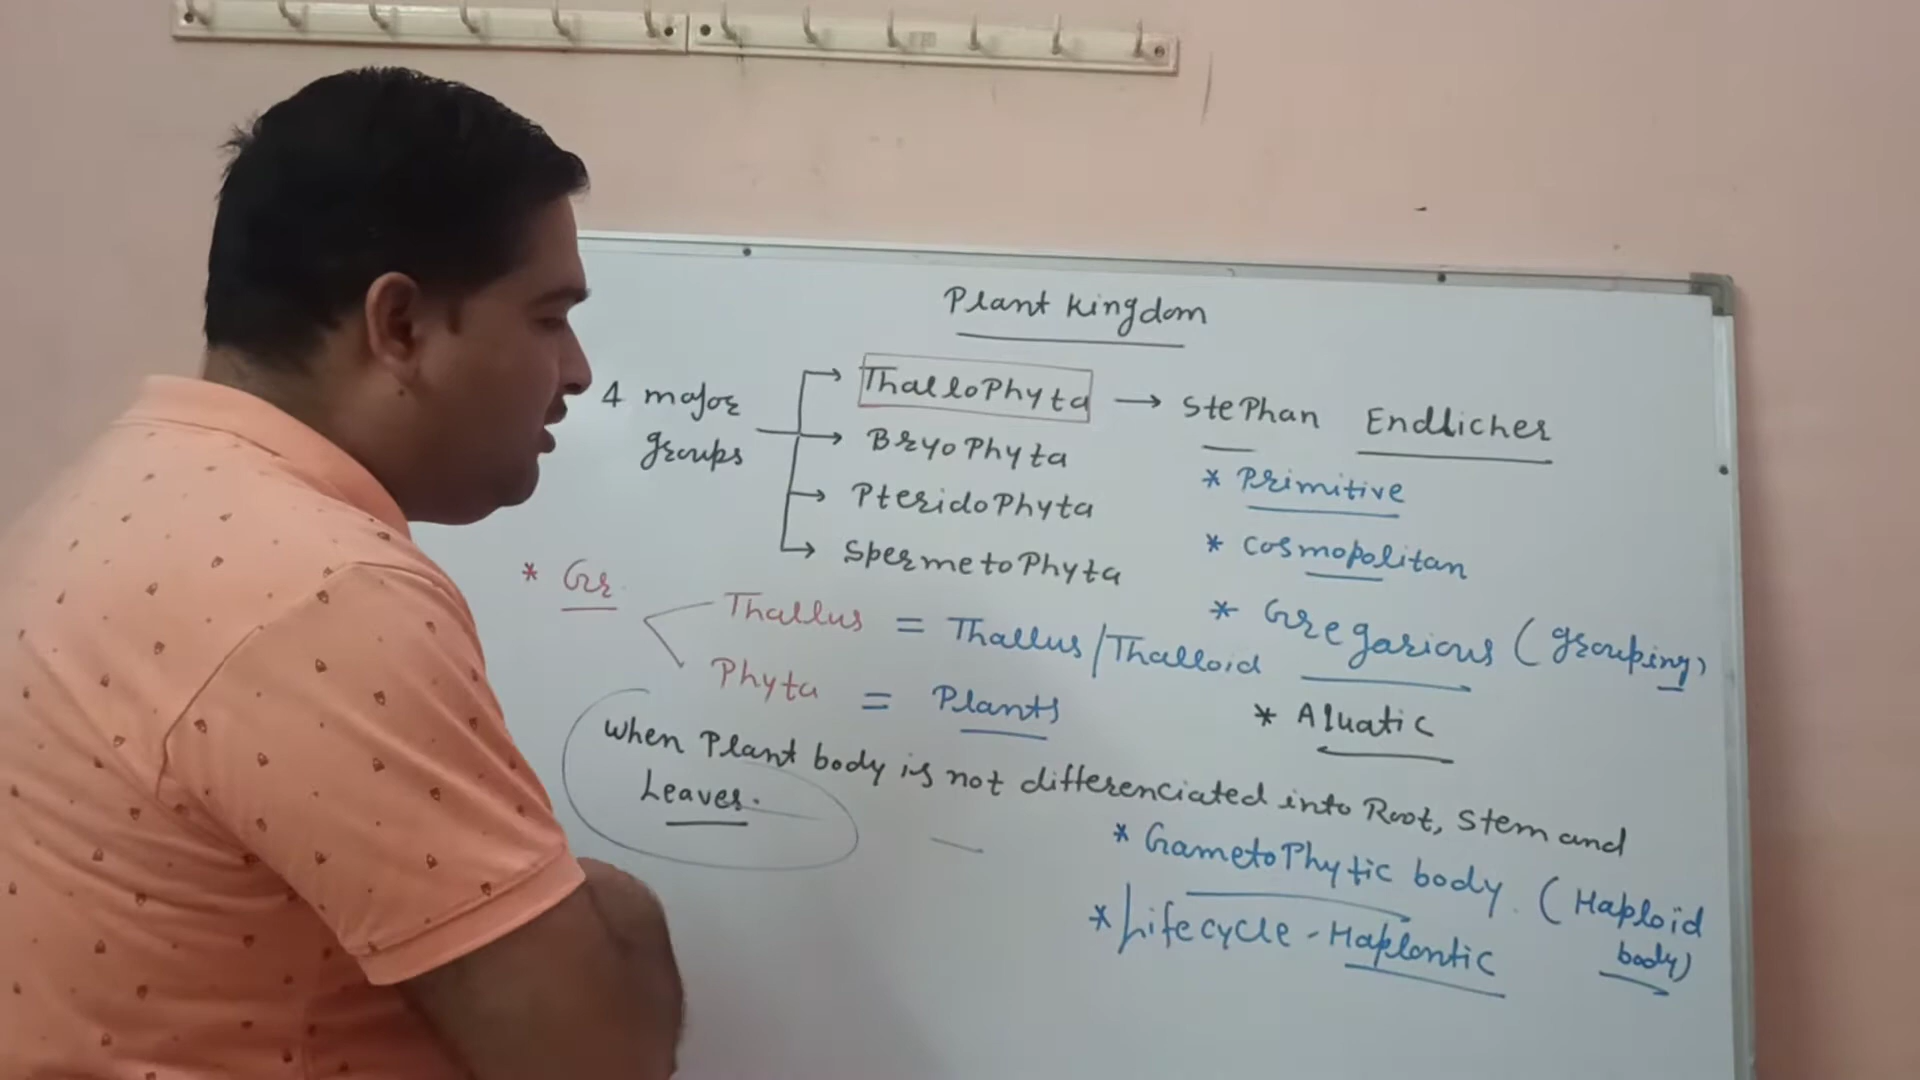 Plant Kingdom
4 major groups
ThalloPhyta → StePhan Endlicher
BryoPhyta
PteridoPhyta
SpermetoPhyta
* Primitive
* Cosmopolitan
* Gregarious (grouping)
* Aquatic
* Gr.
Thallus = Thallus/Thalloid
Phyta = Plants
When Plant body is not differenciated into Root, Stem and
Leaves.
* GametoPhytic body. (Haploid
body)
* Lifecycle - Haplontic